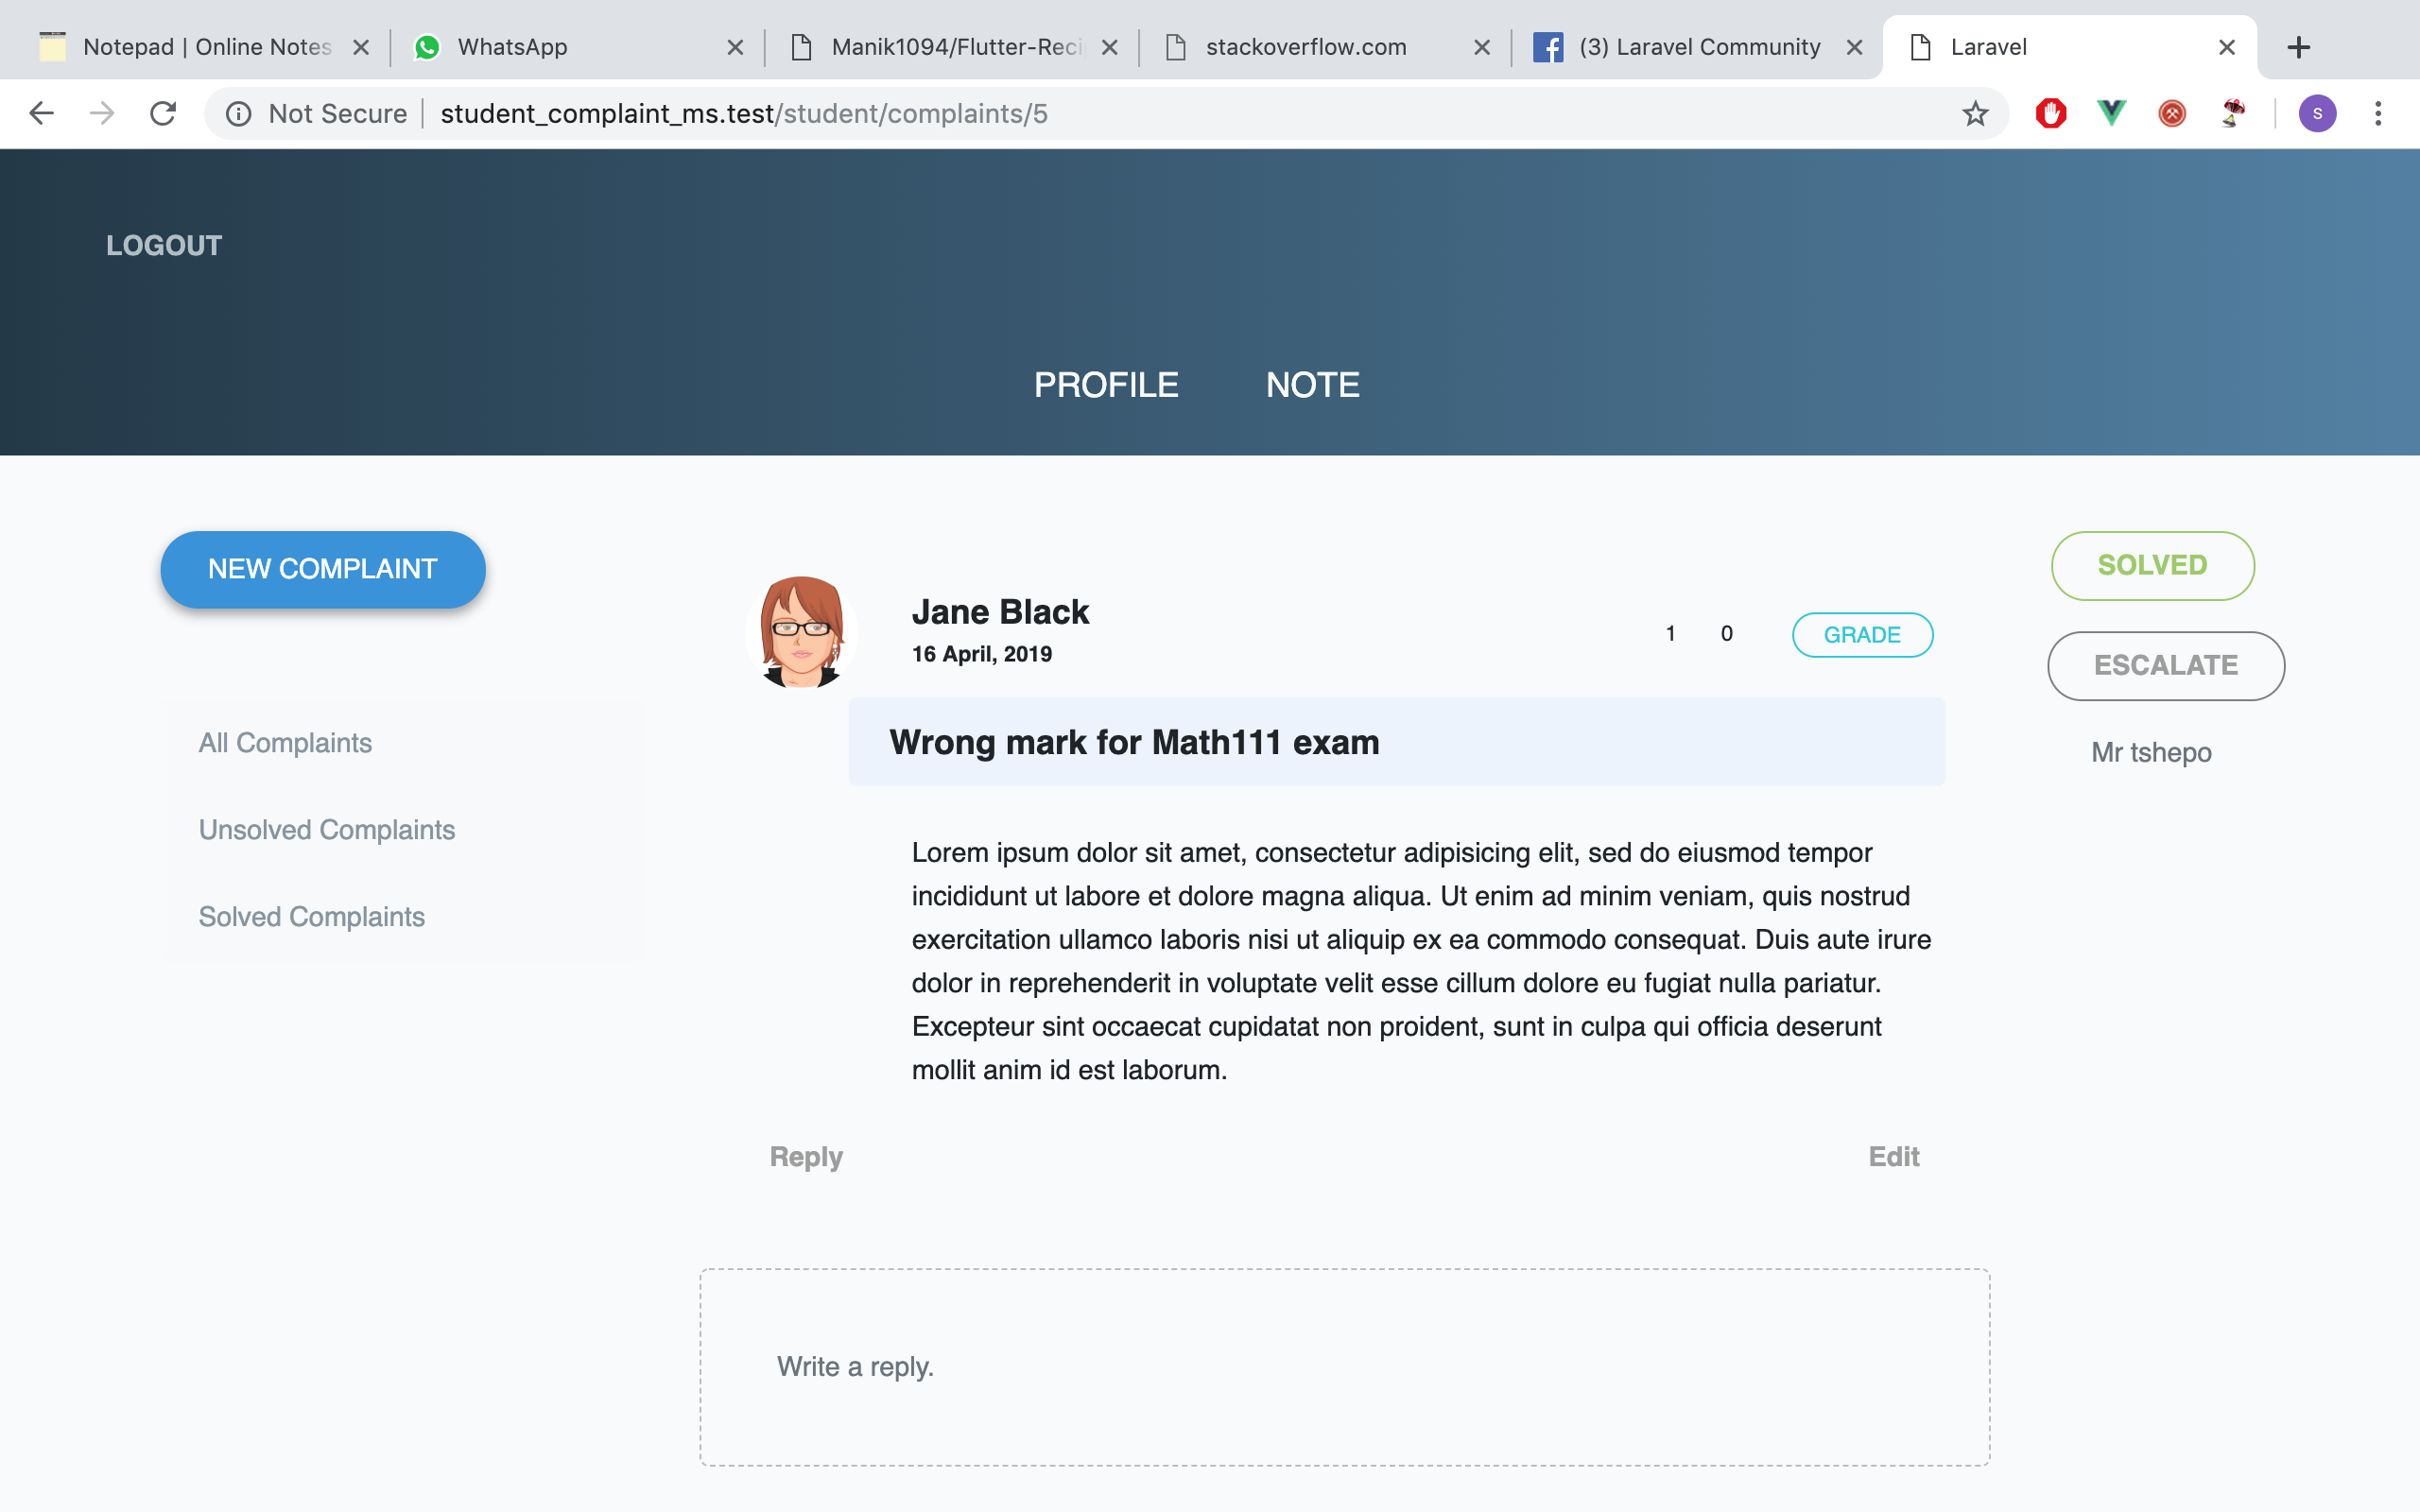 Notepad | Online Notes
WhatsApp
Manik1094/Flutter-Reci
stackoverflow.com
(3) Laravel Community
Laravel
Not Secure
student_complaint_ms.test/student/complaints/5
S
LOGOUT
PROFILE NOTE
NEW COMPLAINT
All Complaints
Unsolved Complaints
Solved Complaints
Jane Black
16 April, 2019
1 0 GRADE
Wrong mark for Math111 exam
Lorem ipsum dolor sit amet, consectetur adipisicing elit, sed do eiusmod tempor
incididunt ut labore et dolore magna aliqua. Ut enim ad minim veniam, quis nostrud
exercitation ullamco laboris nisi ut aliquip ex ea commodo consequat. Duis aute irure
dolor in reprehenderit in voluptate velit esse cillum dolore eu fugiat nulla pariatur.
Excepteur sint occaecat cupidatat non proident, sunt in culpa qui officia deserunt
mollit anim id est laborum.
Reply Edit
Write a reply.
SOLVED
ESCALATE
Mr tshepo